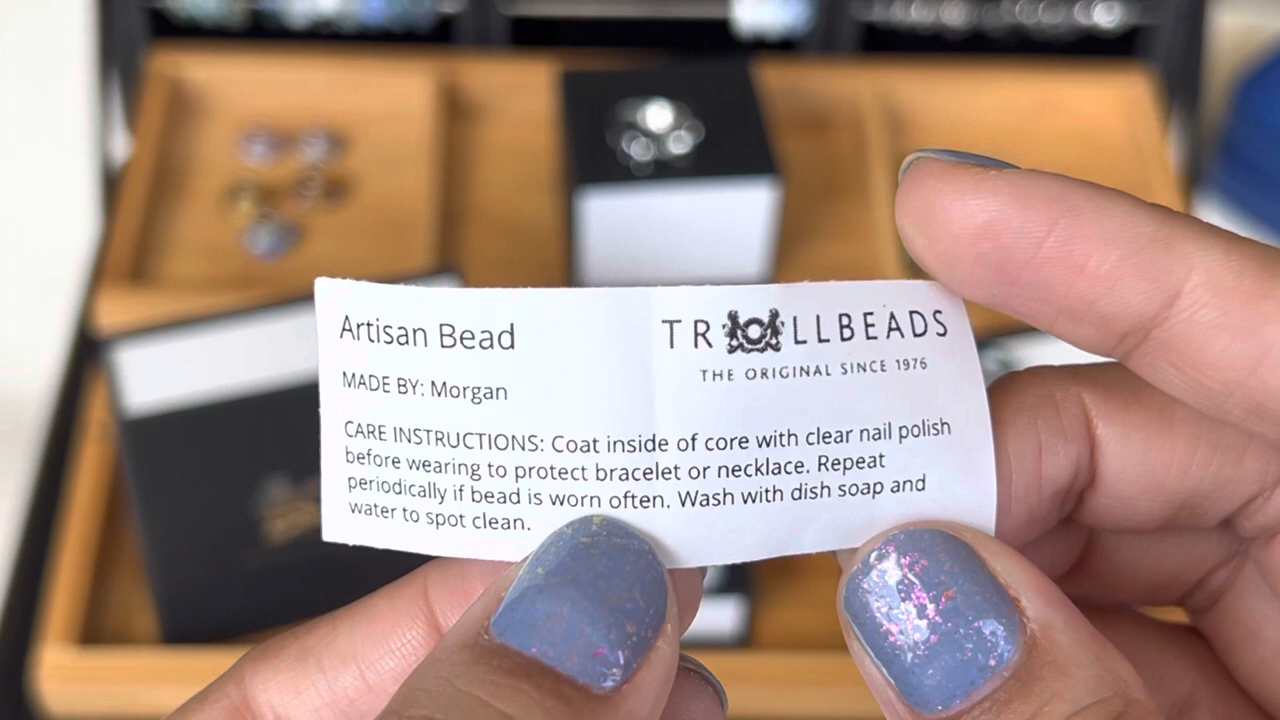 Artisan Bead
TROLLBEADS
THE ORIGINAL SINCE 1976
MADE BY: Morgan
CARE INSTRUCTIONS: Coat inside of core with clear nail polish
before wearing to protect bracelet or necklace. Repeat
periodically if bead is worn often. Wash with dish soap and
water to spot clean.